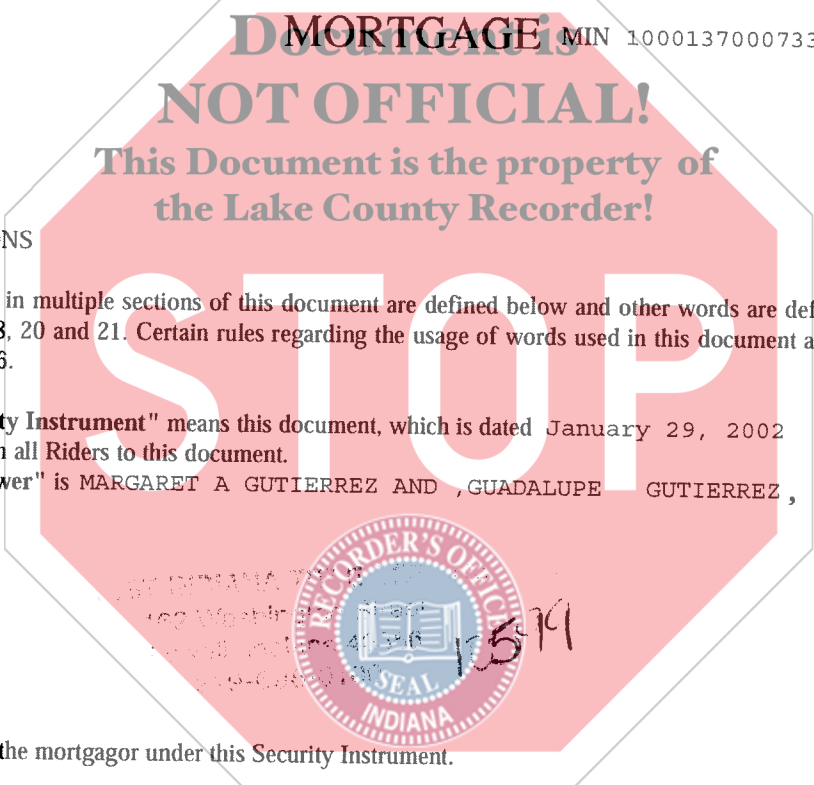 Document is
MORTGAGE MIN 1000137000733
NOT OFFICIAL!
This Document is the property of
the Lake County Recorder!
NS
in multiple sections of this document are defined below and other words are def
8, 20 and 21. Certain rules regarding the usage of words used in this document a
6.
STOP
ty Instrument" means this document, which is dated January 29, 2002
all Riders to this document.
wer" is MARGARET A GUTIERREZ AND ,GUADALUPE GUTIERREZ,
RECORDER'S OFFICE
SEAL
INDIANA
the mortgagor under this Security Instrument.